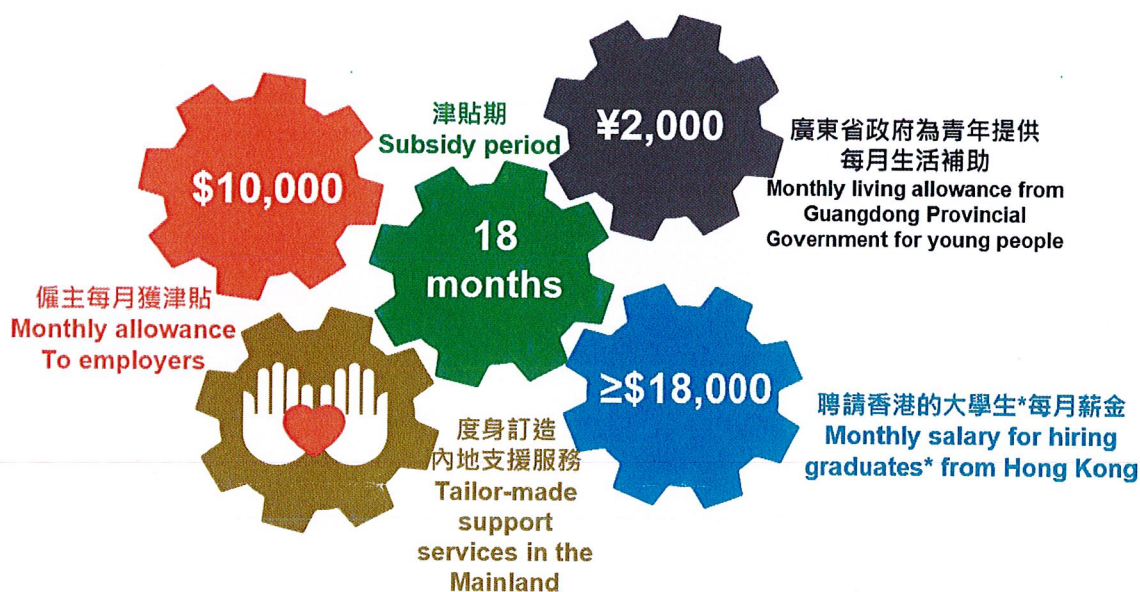 $10,000
僱主每月獲津貼
Monthly allowance
To employers
津貼期
Subsidy period
18
months
¥2,000
廣東省政府為青年提供
每月生活補助
Monthly living allowance from
Guangdong Provincial
Government for young people
度身訂造
內地支援服務
Tailor-made
support
services in the
Mainland
≥$18,000
聘請香港的大學生*每月薪金
Monthly salary for hiring
graduates* from Hong Kong